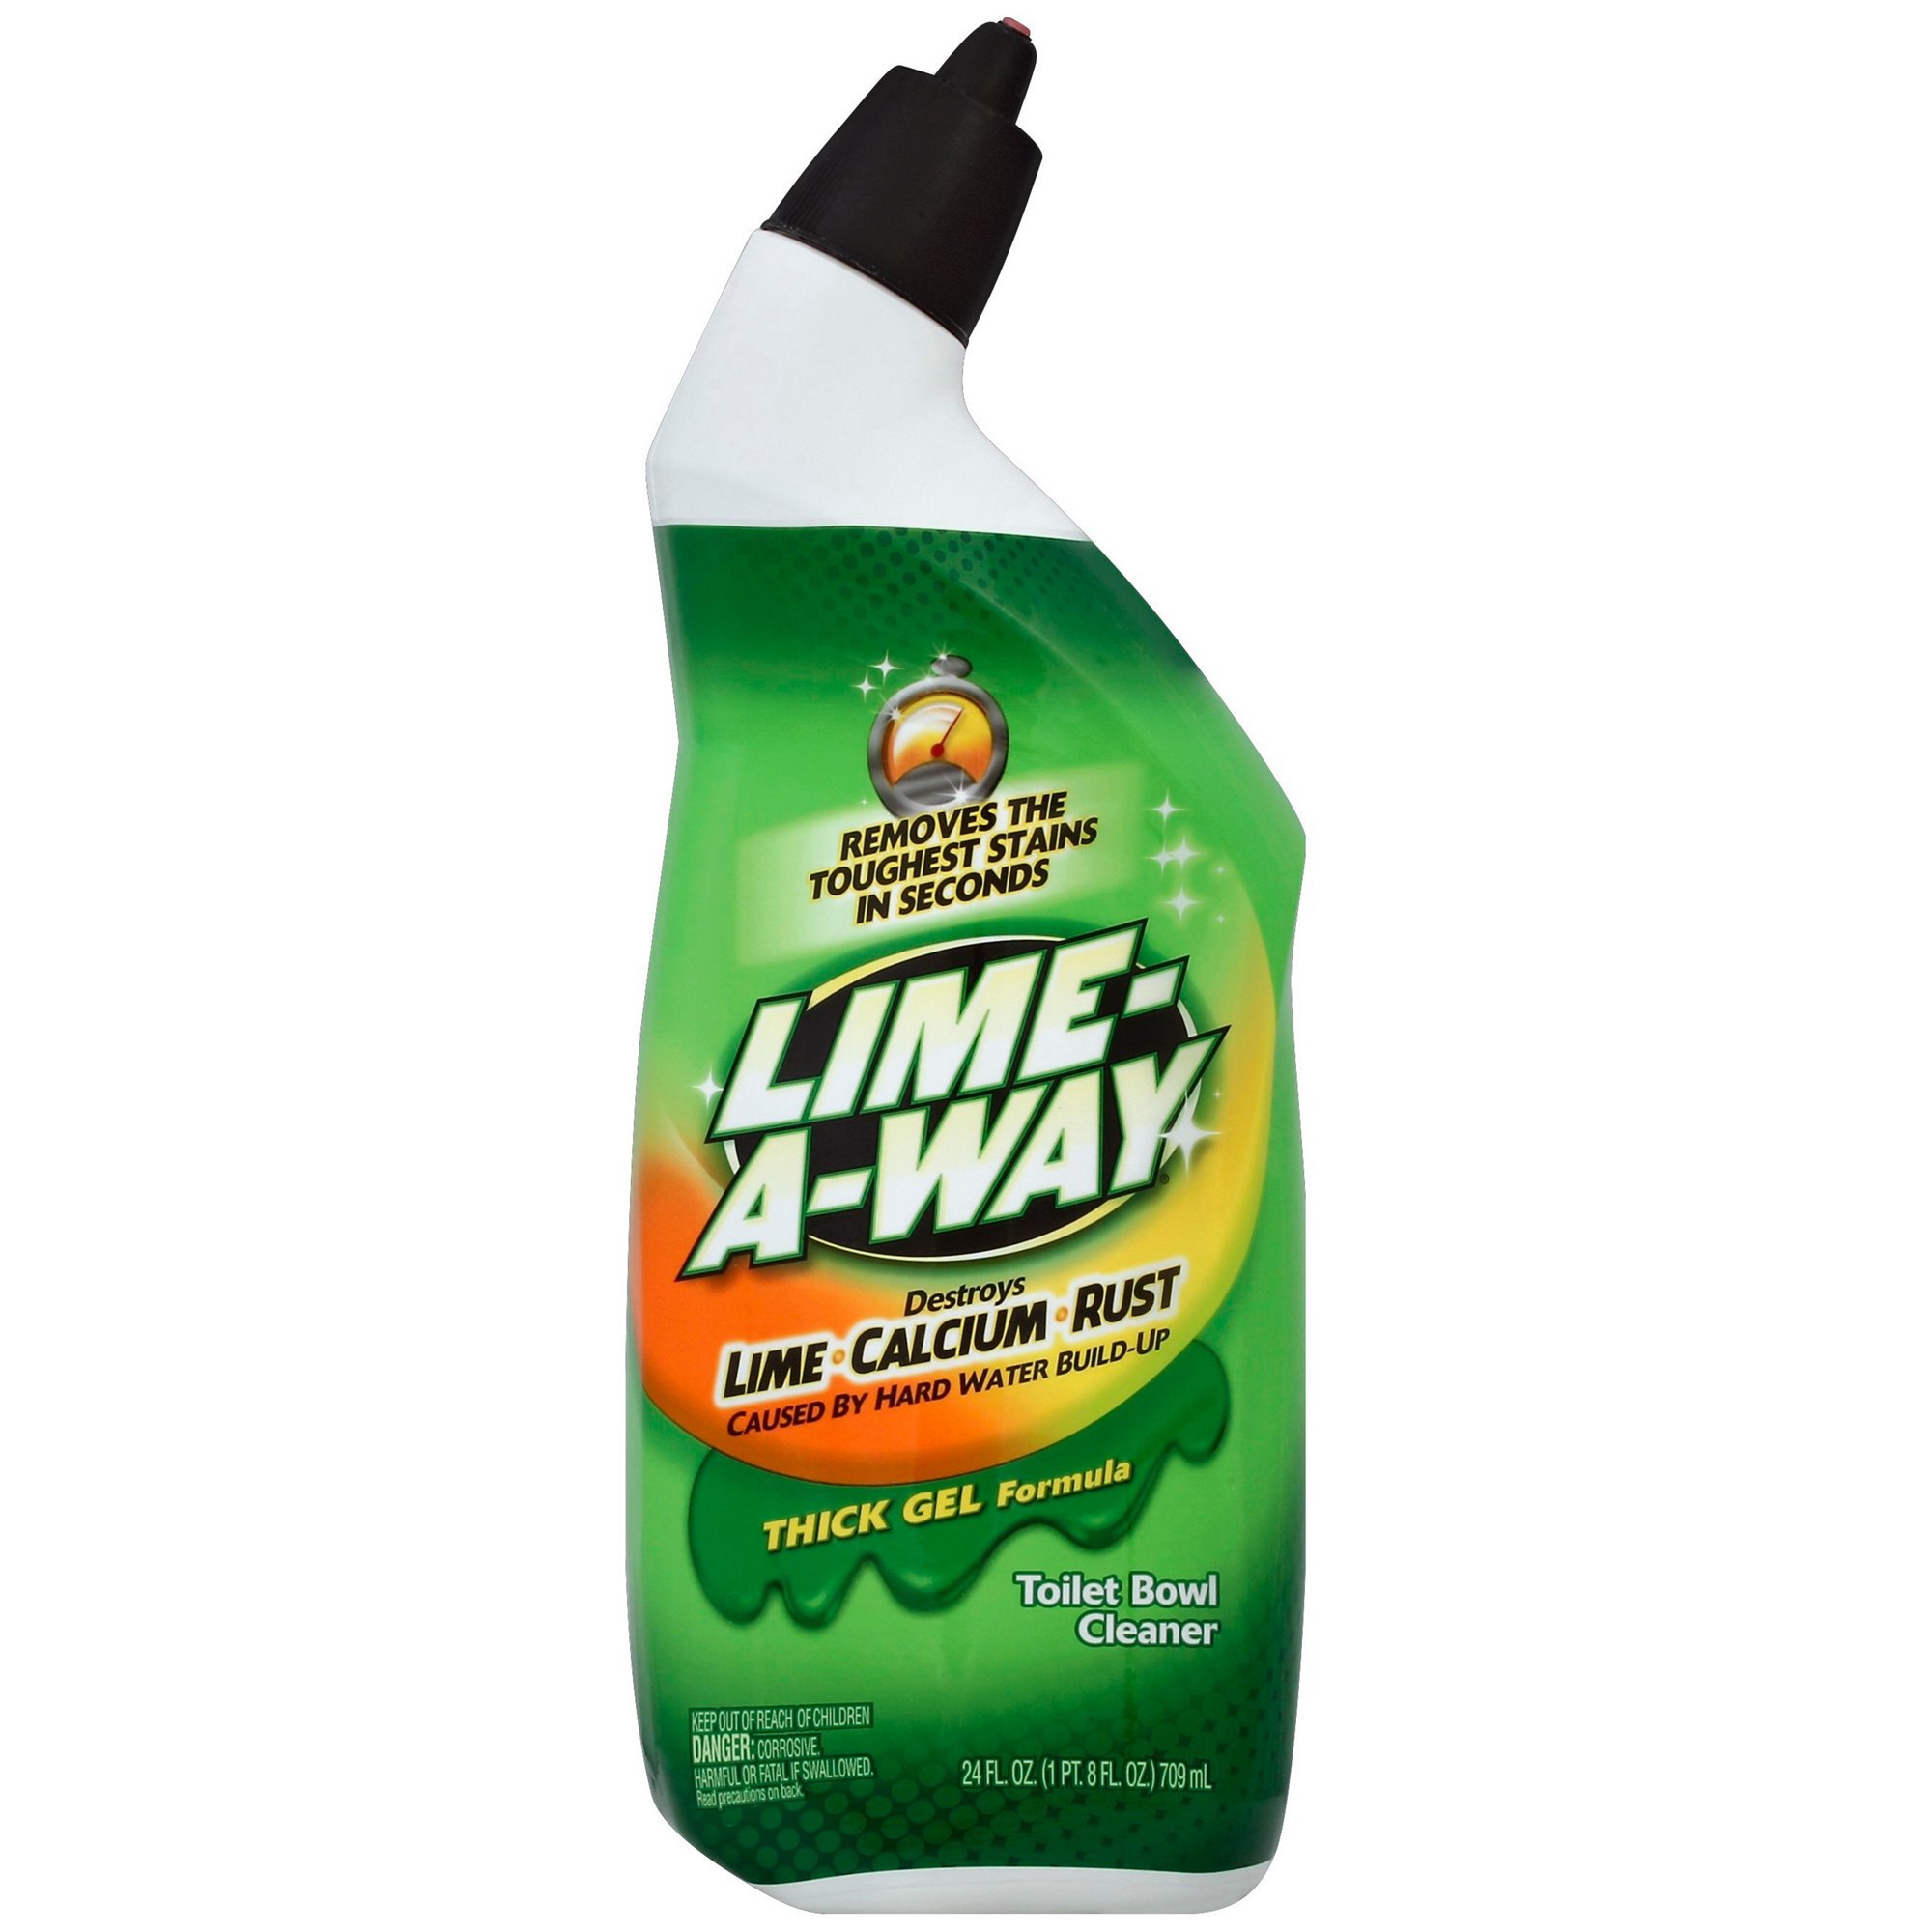 REMOVES THE
TOUGHEST STAINS
IN SECONDS
LIME-
A-WAY®
Destroys
LIME • CALCIUM • RUST
CAUSED BY HARD WATER BUILD-UP
THICK GEL Formula
Toilet Bowl
Cleaner
KEEP OUT OF REACH OF CHILDREN
DANGER: CORROSIVE.
HARMFUL OR FATAL IF SWALLOWED.
Read precautions on back.
24 FL. OZ. (1 PT. 8 FL. OZ.) 709 mL